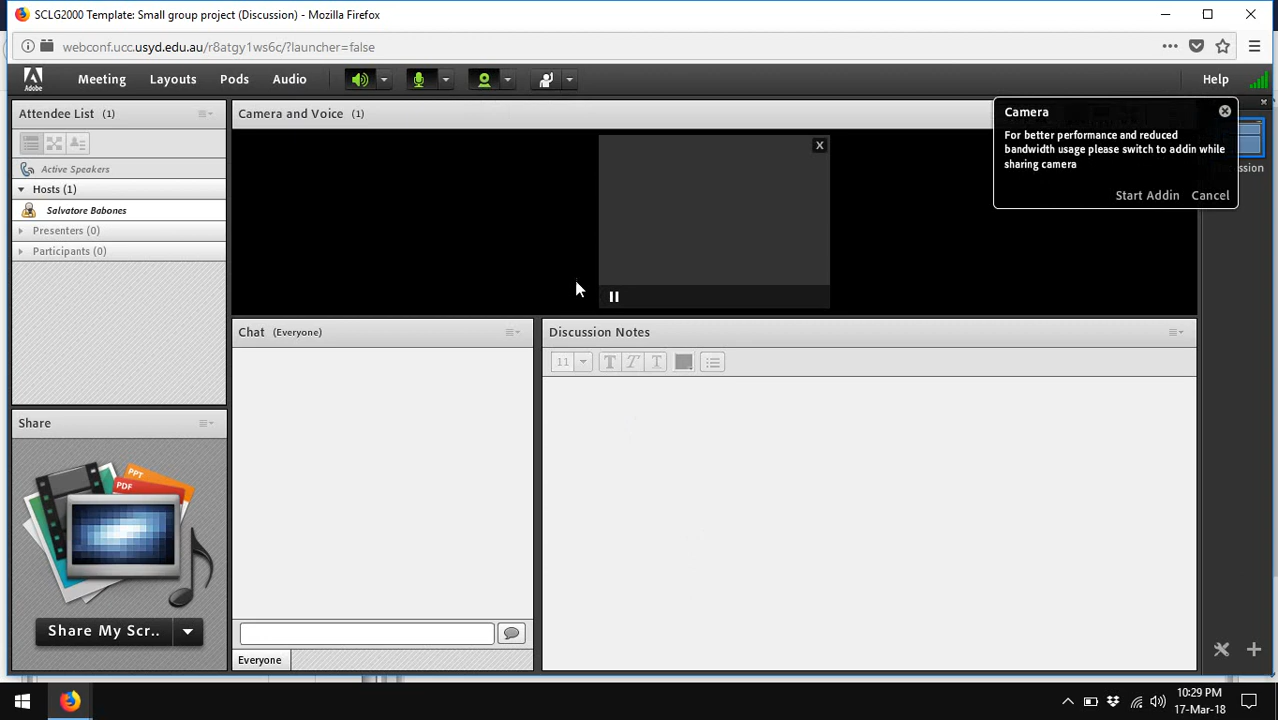 SCLG2000 Template: Small group project (Discussion) - Mozilla Firefox
webconf.ucc.usyd.edu.au/r8atgy1ws6c/?launcher=false
Adobe
Meeting
Layouts
Pods
Audio
Help
Attendee List (1)
Active Speakers
Hosts (1)
Salvatore Babones
Presenters (0)
Participants (0)
Camera and Voice (1)
X
Camera
For better performance and reduced
bandwidth usage please switch to addin while
sharing camera
Start Addin
Cancel
Share
PPT
PDF
Share My Scr..
Chat (Everyone)
Everyone
Discussion Notes
11
T
T
T
10:29 PM
17-Mar-18